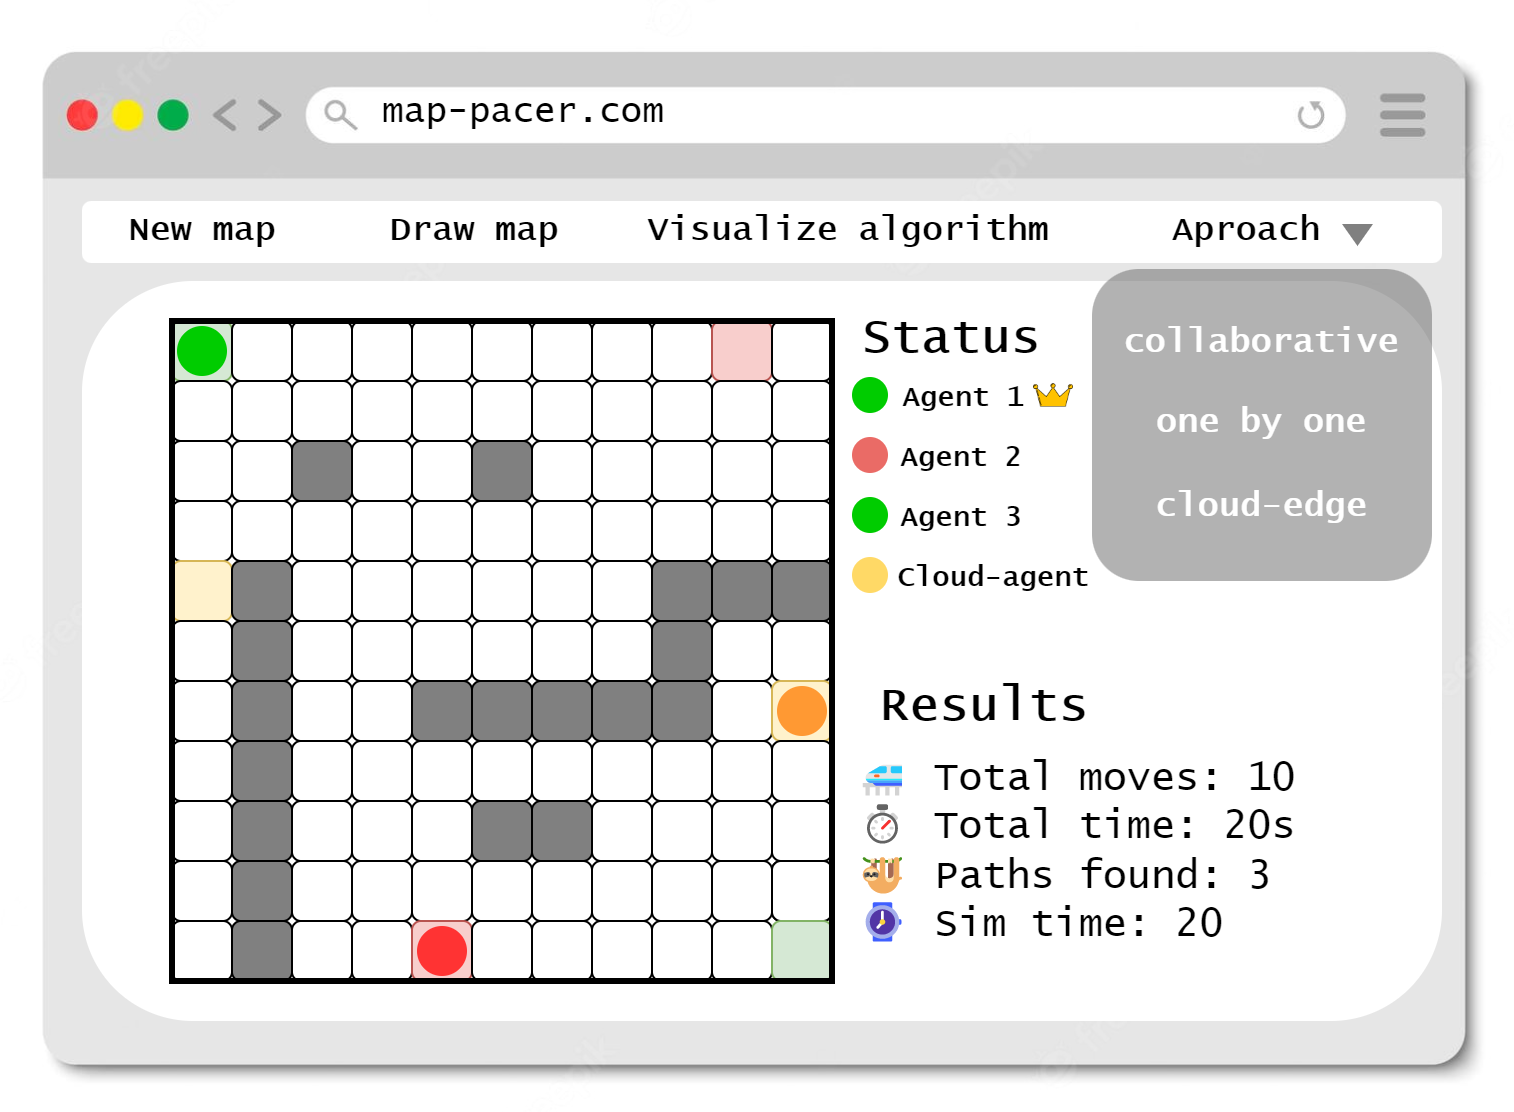 map-pacer.com
New map Draw map Visualize algorithm Aproach
Status
Agent 1
Agent 2
Agent 3
Cloud-agent
collaborative
one by one
cloud-edge
Results
Total moves: 10
Total time: 20s
Paths found: 3
Sim time: 20